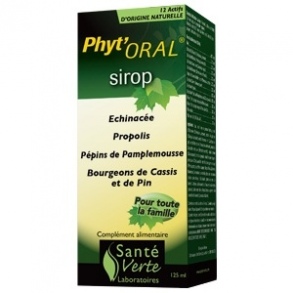 12 Actifs
D'ORIGINE NATURELLE
Phyt'ORAL
sirop
Echinacée
Propolis
Pépins de Pamplemousse
Bourgeons de Cassis
et de Pin
Pour toute
la famille
Complément alimentaire
Santé
Verte
Laboratoires
125 ml